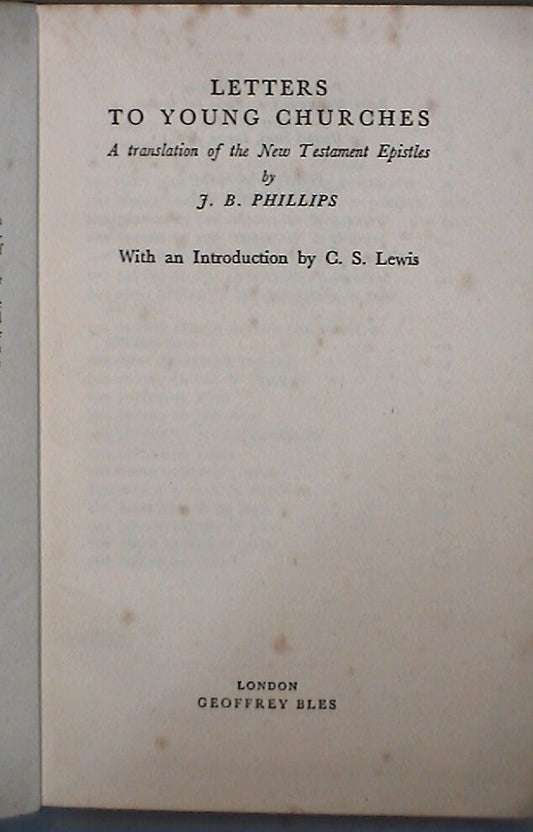 LETTERS
TO YOUNG CHURCHES
A translation of the New Testament Epistles
by
J. B. PHILLIPS
With an Introduction by C. S. Lewis
LONDON
GEOFFREY BLES